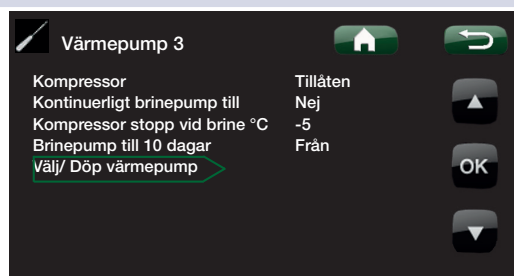 Värmepump 3
Kompressor Tillåten
Kontinuerligt brinepump till Nej
Kompressor stopp vid brine °C -5
Brinepump till 10 dagar Från
Välj/ Döp värmepump
OK